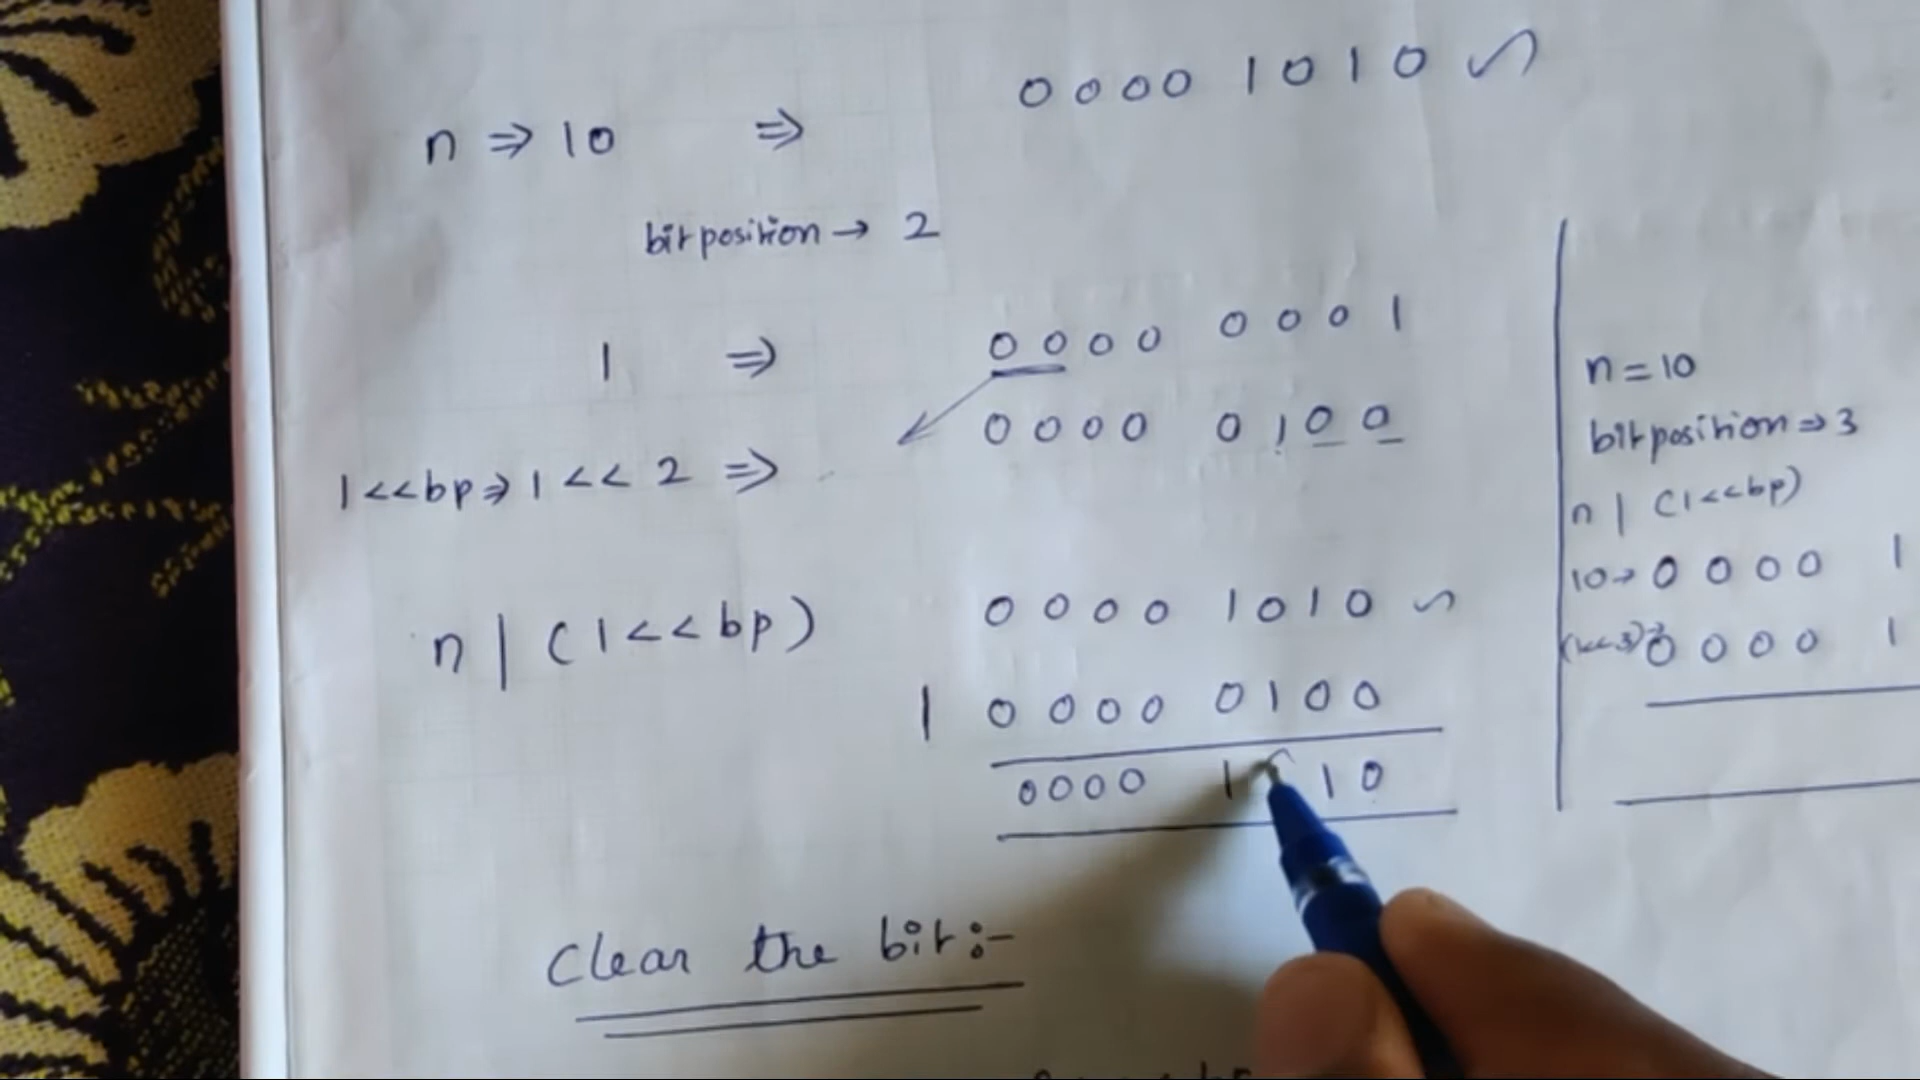 n ⇒ 10 ⇒ 0000 1010
bit position → 2
1 ⇒ 0000 0001
1<<bp ⇒ 1 << 2 ⇒ 0000 0100
n | (1<<bp) 0000 1010
| 0000 0100
0000 1 10
Clear the bit:-
n = 10
bit position ⇒ 3
n | (1<<bp)
10 → 0000 1
(1<<3) → 0000 1